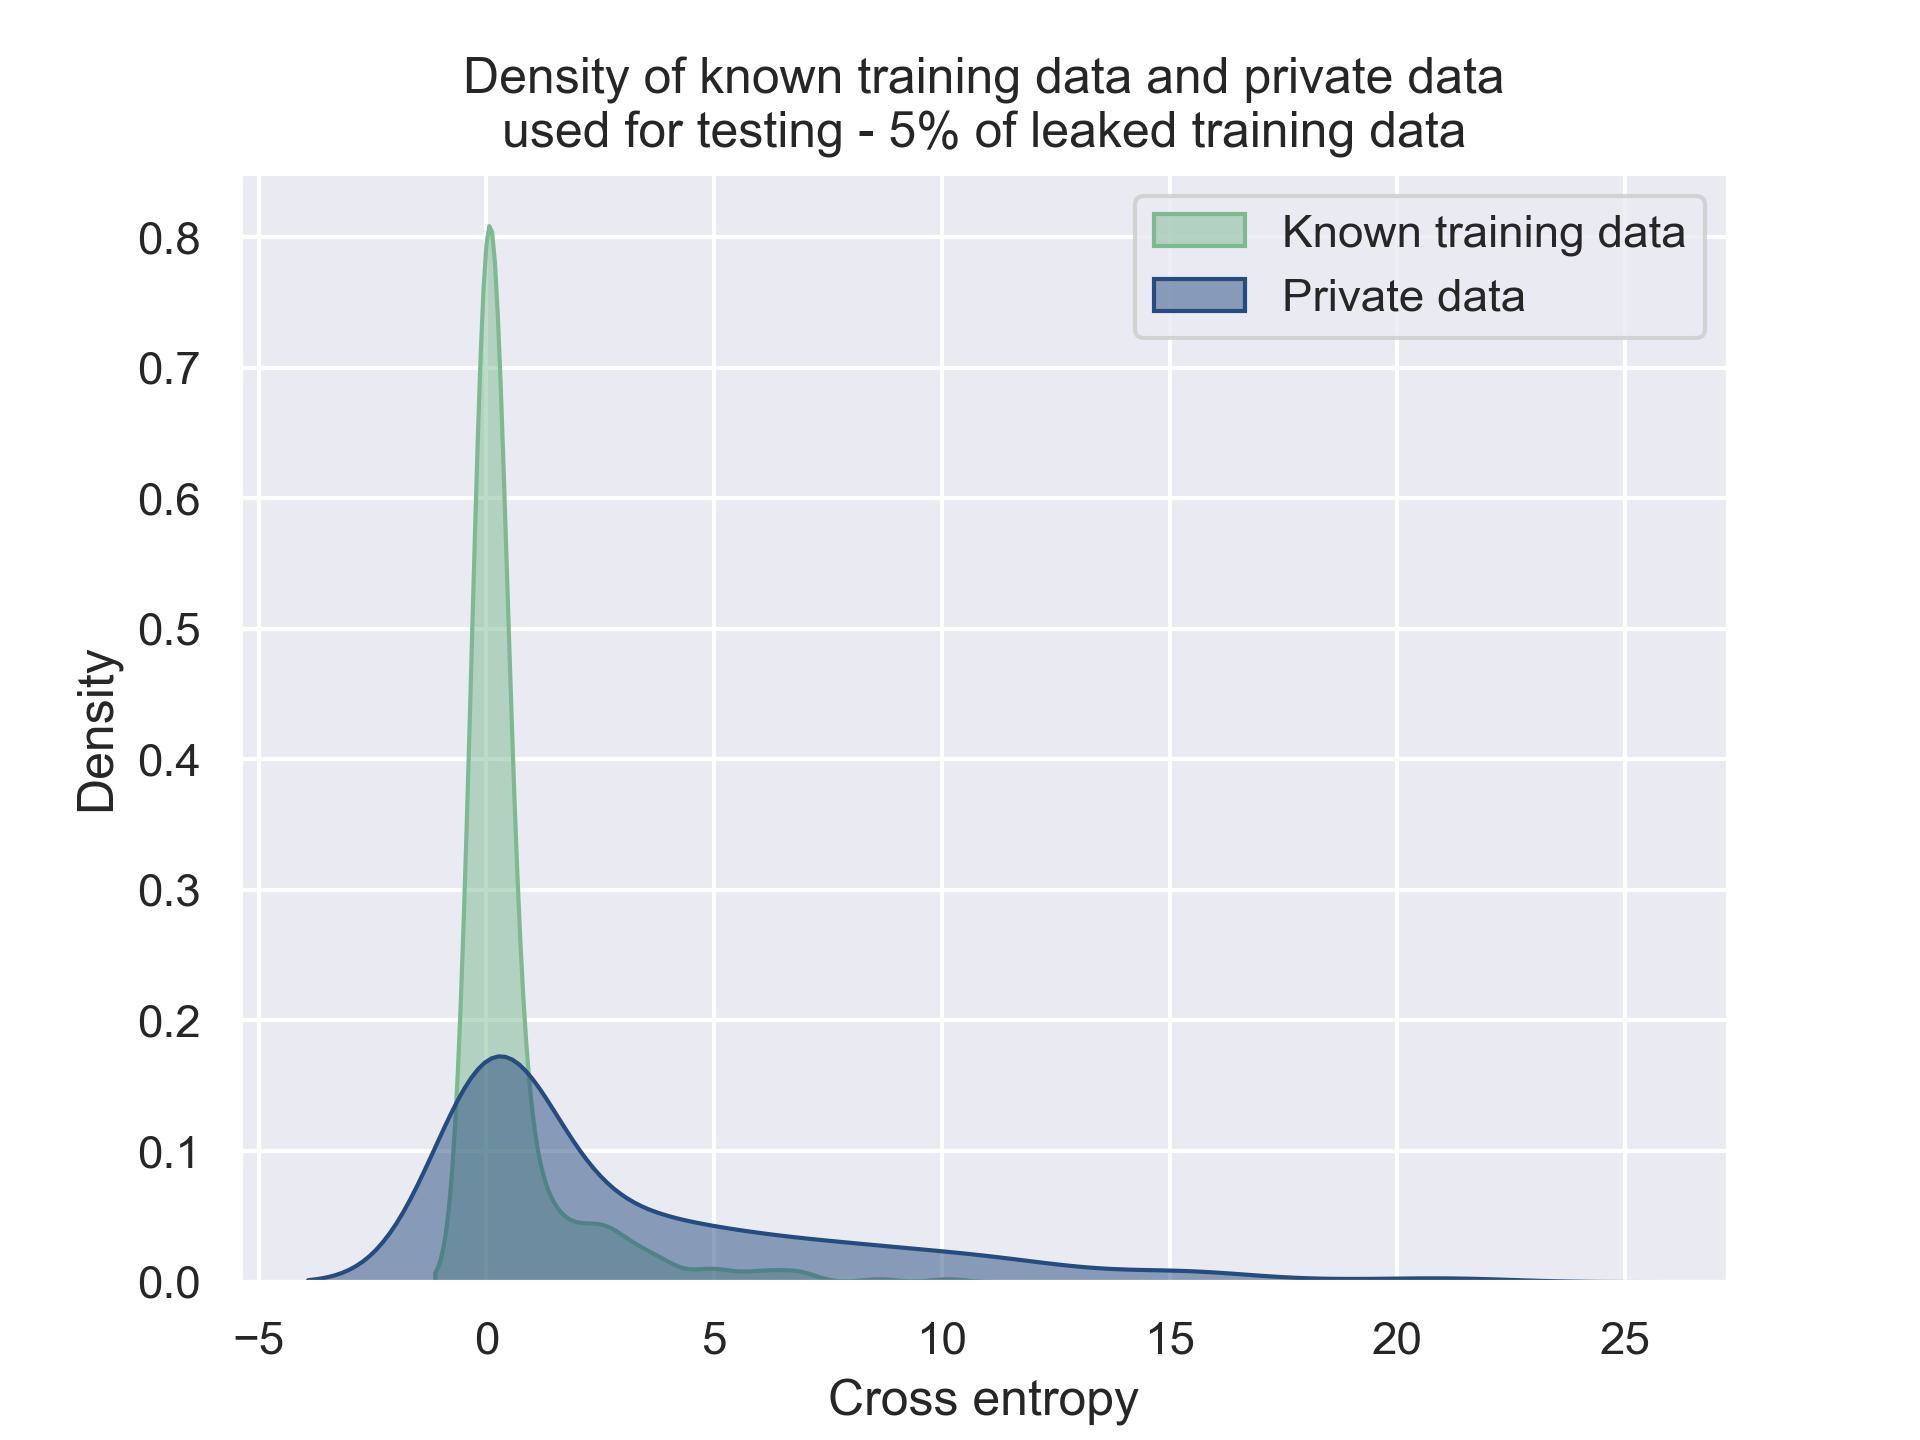 Density of known training data and private data
used for testing - 5% of leaked training data
Known training data
Private data
Density
0.8
0.7
0.6
0.5
0.4
0.3
0.2
0.1
0.0
−5 0 5 10 15 20 25
Cross entropy